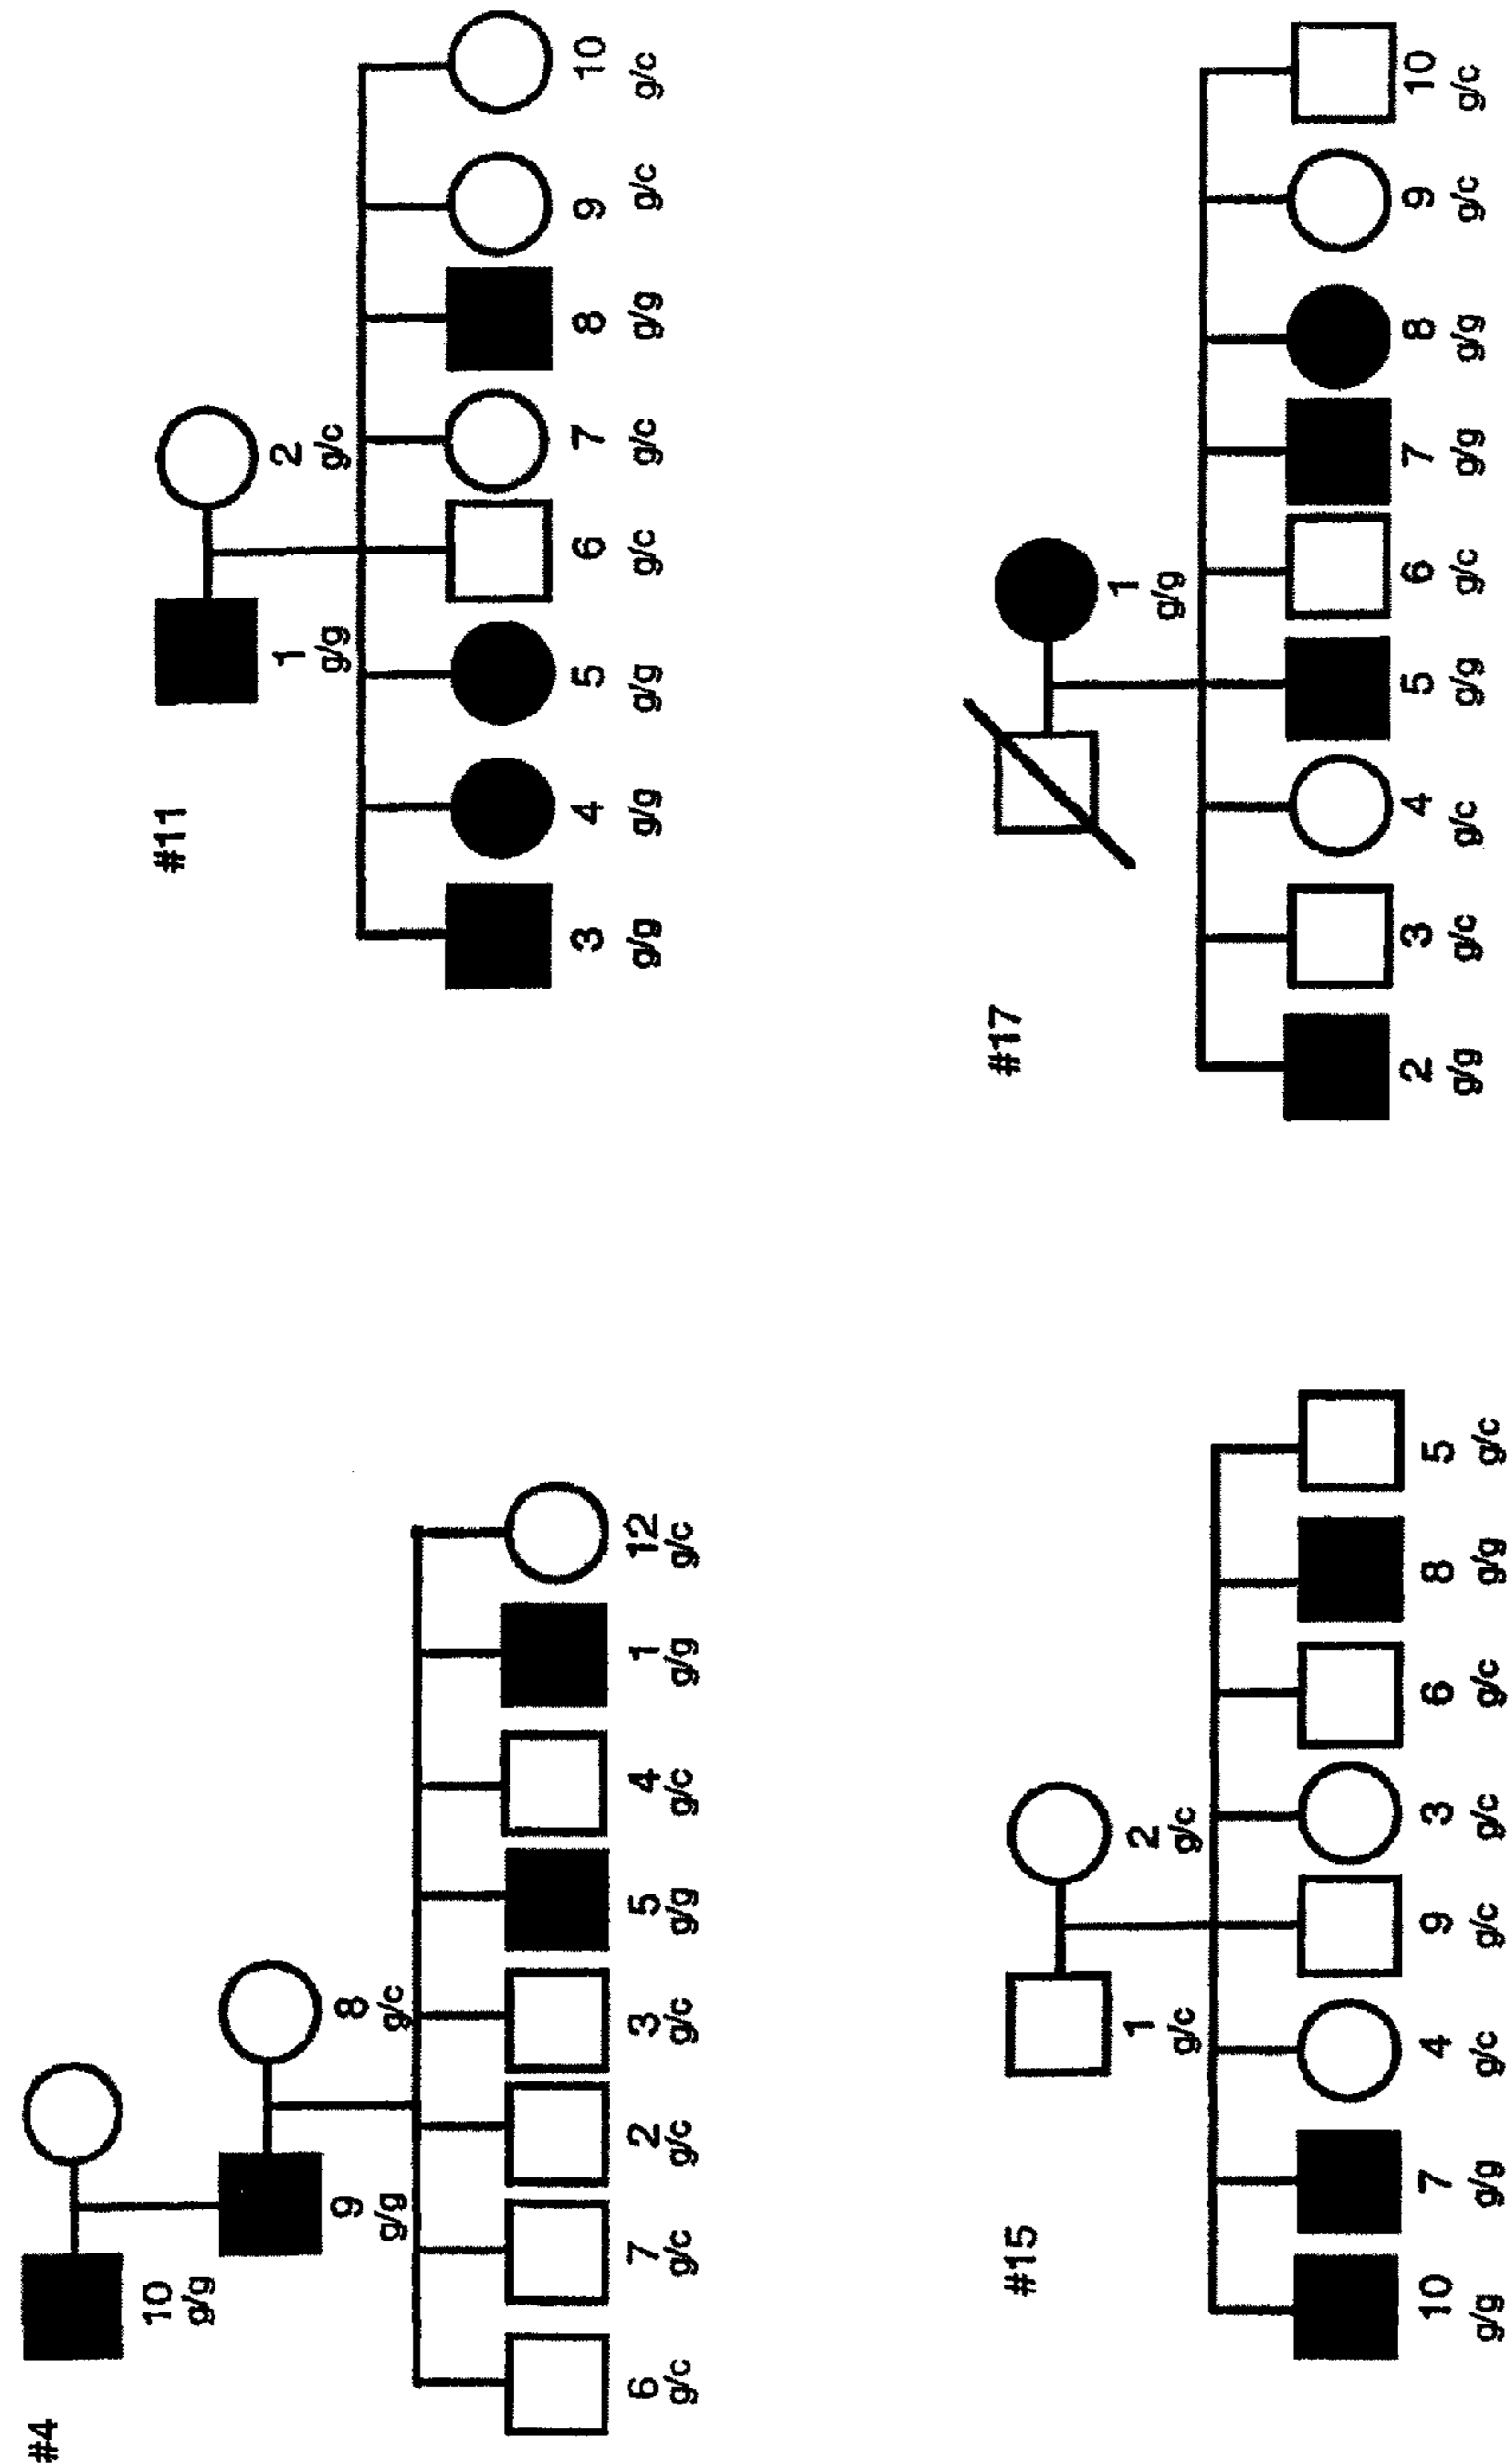 #4
10
g/g
9 8
g/g g/c
6 7 2 3 5 4 1 12
g/c g/c g/c g/c g/g g/c g/g g/c
#11
1 2
g/g g/c
3 4 5 6 7 8 9 10
g/g g/g g/g g/c g/c g/g g/c g/c
#15
1 2
g/c g/c
10 7 4 9 3 6 8 5
g/g g/g g/c g/c g/c g/c g/g g/c
#17
1
g/g
2 3 4 5 6 7 8 9 10
g/g g/c g/c g/g g/c g/g g/g g/c g/c